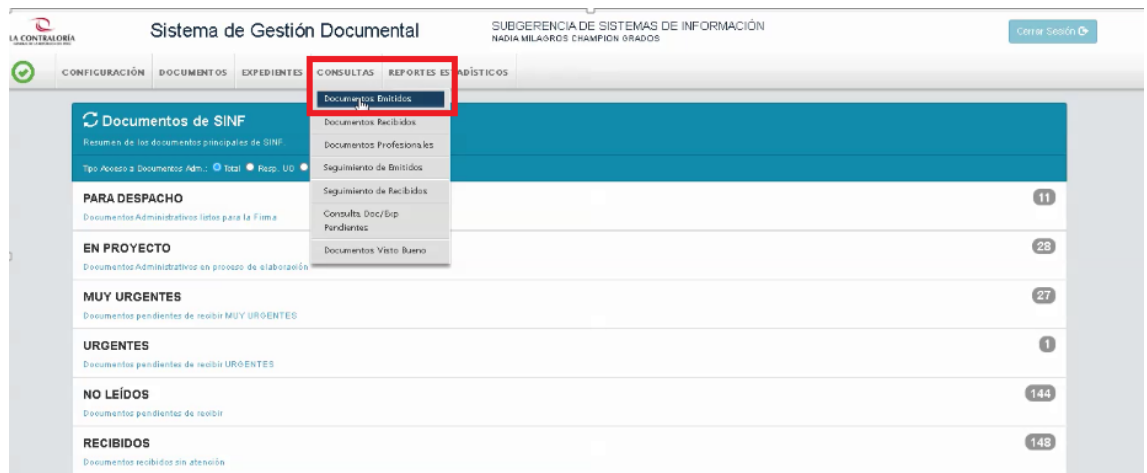 LA CONTRALORÍA
Sistema de Gestión Documental
SUBGERENCIA DE SISTEMAS DE INFORMACIÓN
NADIA MILAGROS CHAMPION GRADOS
Cerrar Sesión
CONFIGURACIÓN DOCUMENTOS EXPEDIENTES CONSULTAS REPORTES ESTADÍSTICOS
Documentos Emitidos
Documentos Recibidos
Documentos Profesionales
Seguimiento de Emitidos
Seguimiento de Recibidos
Consulta Doc/Exp
Pendientes
Documentos Visto Bueno
Documentos de SINF
Resumen de los documentos principales de SINF.
Tipo Acceso a Documentos Adm.: Total Resp. UO
PARA DESPACHO 11
Documentos Administrativos listos para la Firma
EN PROYECTO 28
Documentos Administrativos en proceso de elaboración
MUY URGENTES 27
Documentos pendientes de recibir MUY URGENTES
URGENTES 1
Documentos pendientes de recibir URGENTES
NO LEÍDOS 144
Documentos pendientes de recibir
RECIBIDOS 148
Documentos recibidos sin atención